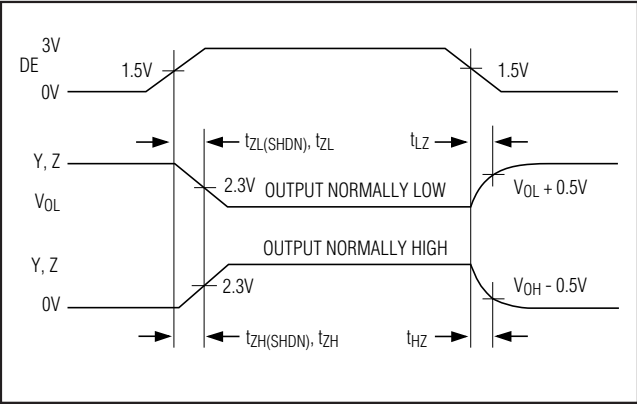 3V
DE
1.5V
1.5V
0V
tZL(SHDN), tZL
tLZ
Y, Z
2.3V
OUTPUT NORMALLY LOW
VOL + 0.5V
VOL
OUTPUT NORMALLY HIGH
Y, Z
2.3V
VOH - 0.5V
0V
tZH(SHDN), tZH
tHZ